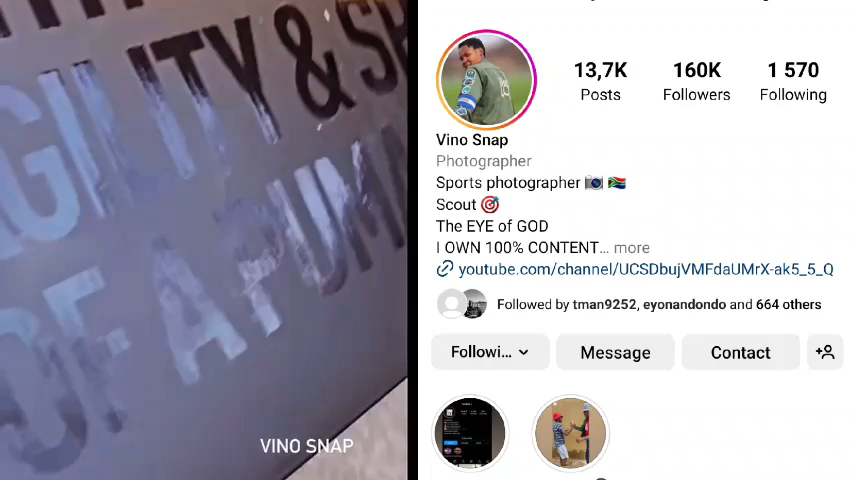 GILITY & S
OF A PUM
VINO SNAP
13,7K
Posts
160K
Followers
1 570
Following
Vino Snap
Photographer
Sports photographer 📷 🇿🇦
Scout 🎯
The EYE of GOD
I OWN 100% CONTENT... more
youtube.com/channel/UCSDbujVMFdaUMrX-ak5_5_Q
Followed by tman9252, eyonandondo and 664 others
Followi...
Message
Contact